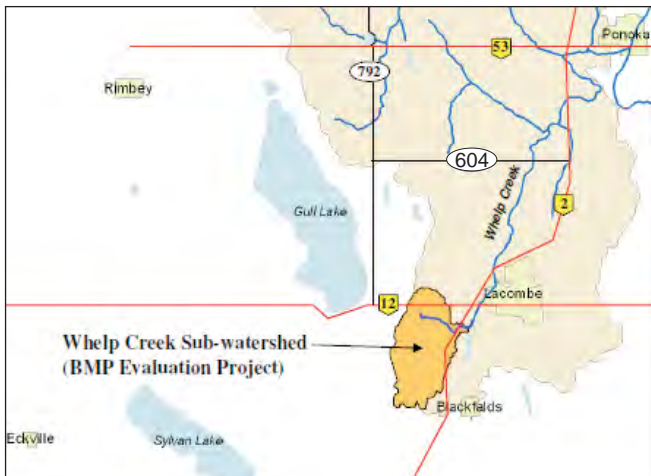 Ponoka
53
792
Rimbey
604
Gull Lake
Whelp Creek
2
12
Lacombe
Whelp Creek Sub-watershed
(BMP Evaluation Project)
Blackfalds
Eckville
Sylvan Lake